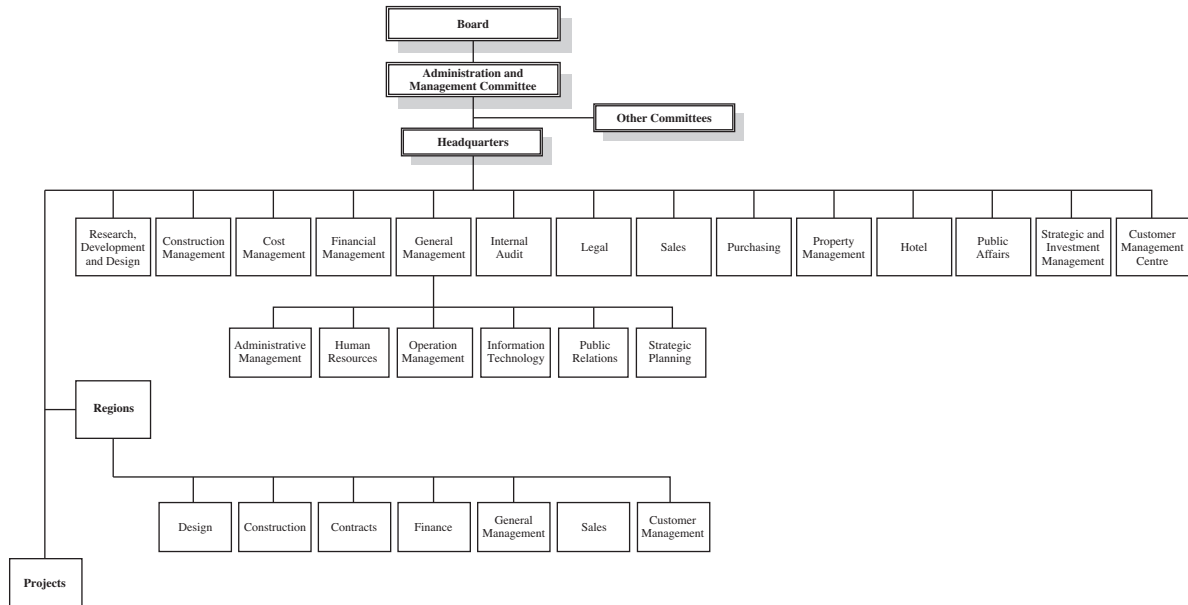 Board
Administration and
Management Committee
Other Committees
Headquarters
Research,
Development
and Design
Construction
Management
Cost
Management
Financial
Management
General
Management
Internal
Audit
Legal
Sales
Purchasing
Property
Management
Hotel
Public
Affairs
Strategic and
Investment
Management
Customer
Management
Centre
Administrative
Management
Human
Resources
Operation
Management
Information
Technology
Public
Relations
Strategic
Planning
Regions
Design
Construction
Contracts
Finance
General
Management
Sales
Customer
Management
Projects